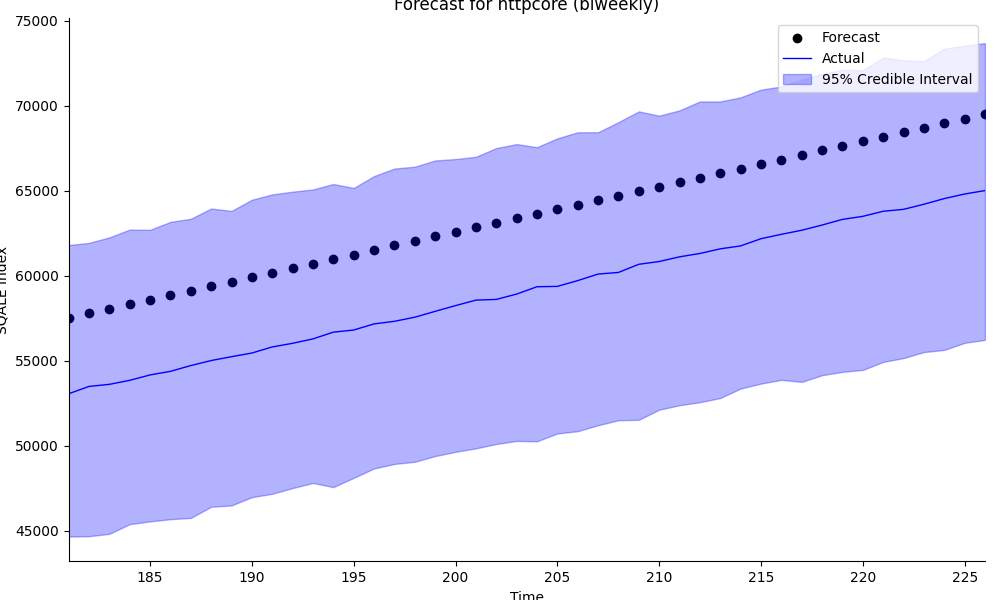 Forecast for httpcore (biweekly)
75000
70000
65000
60000
55000
50000
45000
SQALE Index
Forecast
Actual
95% Credible Interval
185 190 195 200 205 210 215 220 225
Time